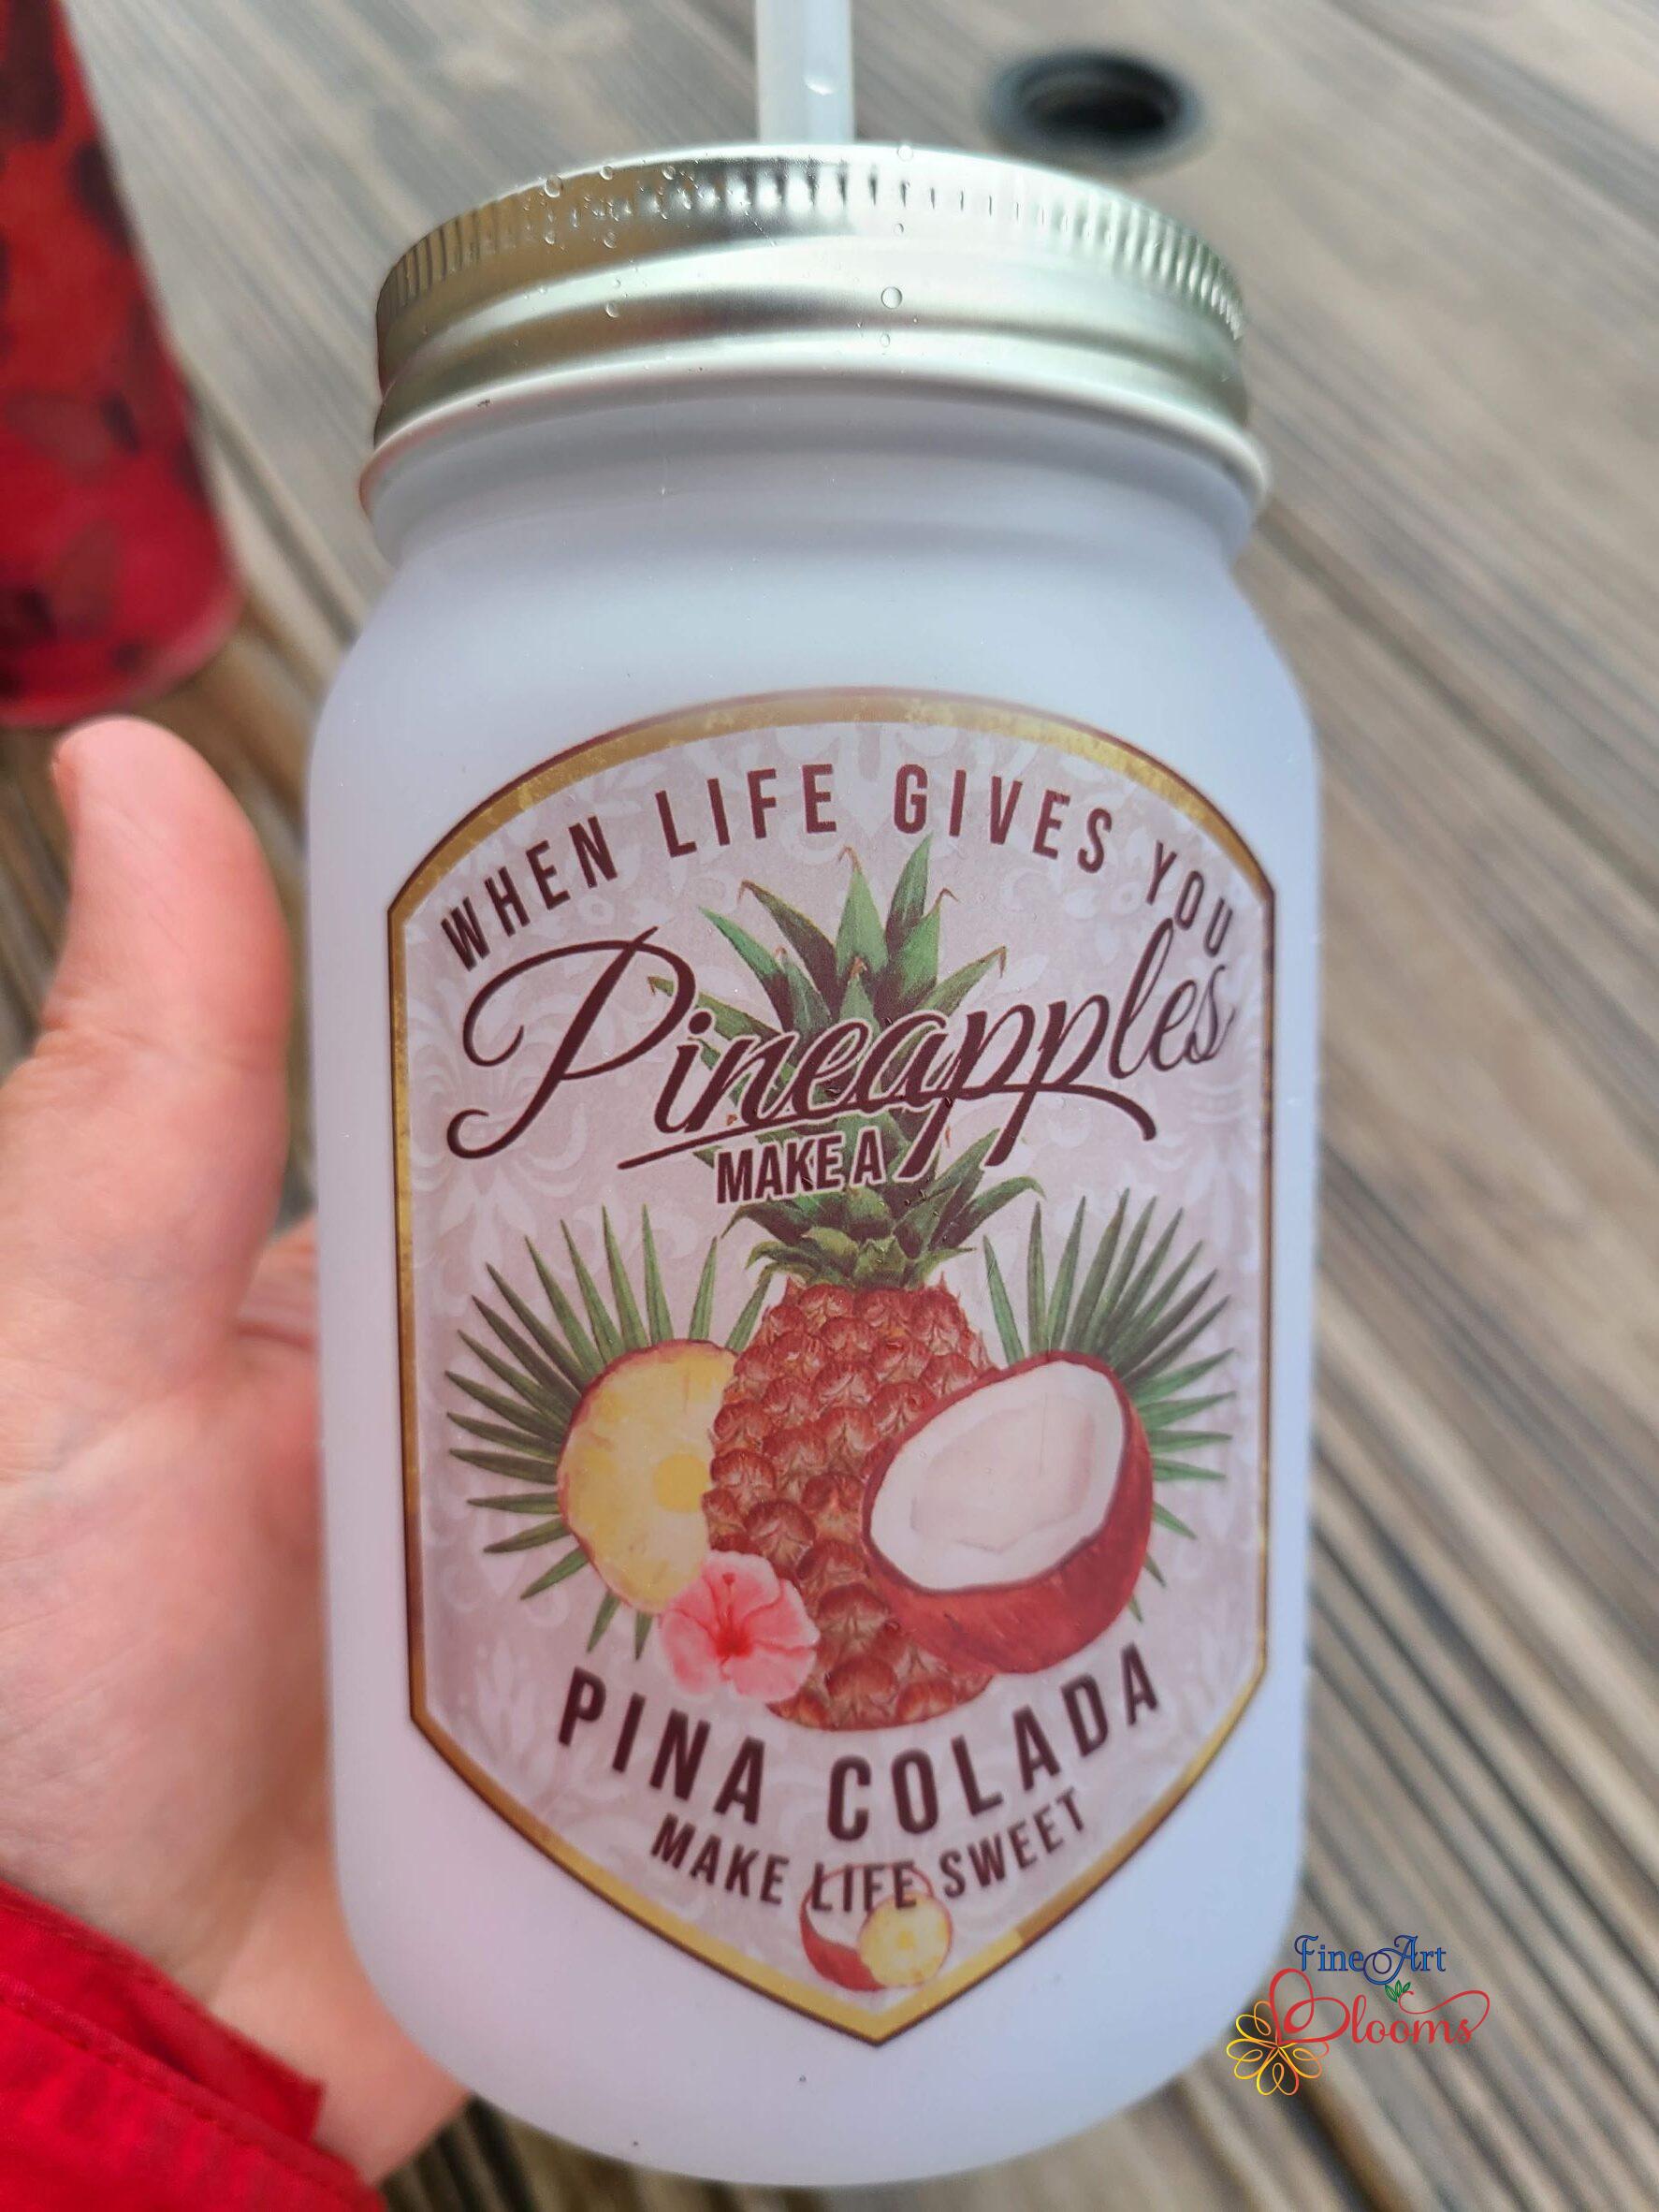 WHEN LIFE GIVES YOU
Pineapples
MAKE A
PINA COLADA
MAKE LIFE SWEET
Fine Art
Blooms